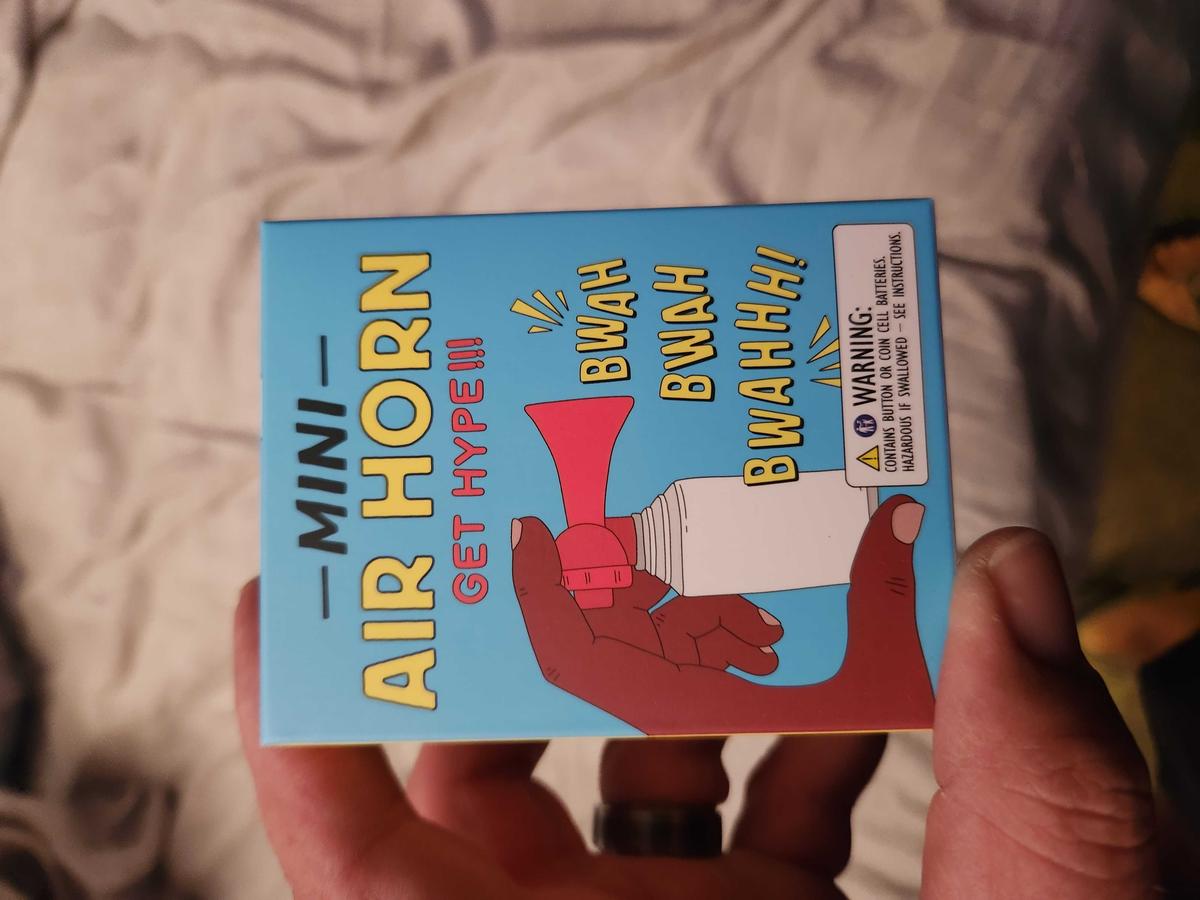 MINI
AIR HORN
GET HYPE!!!
BWAH
BWAH
BWAHHH!
WARNING:
CONTAINS BUTTON OR COIN CELL BATTERIES.
HAZARDOUS IF SWALLOWED – SEE INSTRUCTIONS.